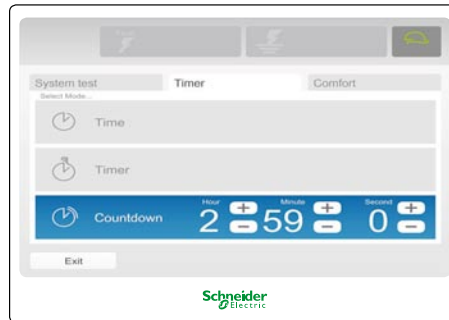 System test Timer Comfort
Select Mode...
Time
Timer
Hour Minute Second
Countdown 2 + - 59 + - 0 + -
Exit
Schneider
Electric